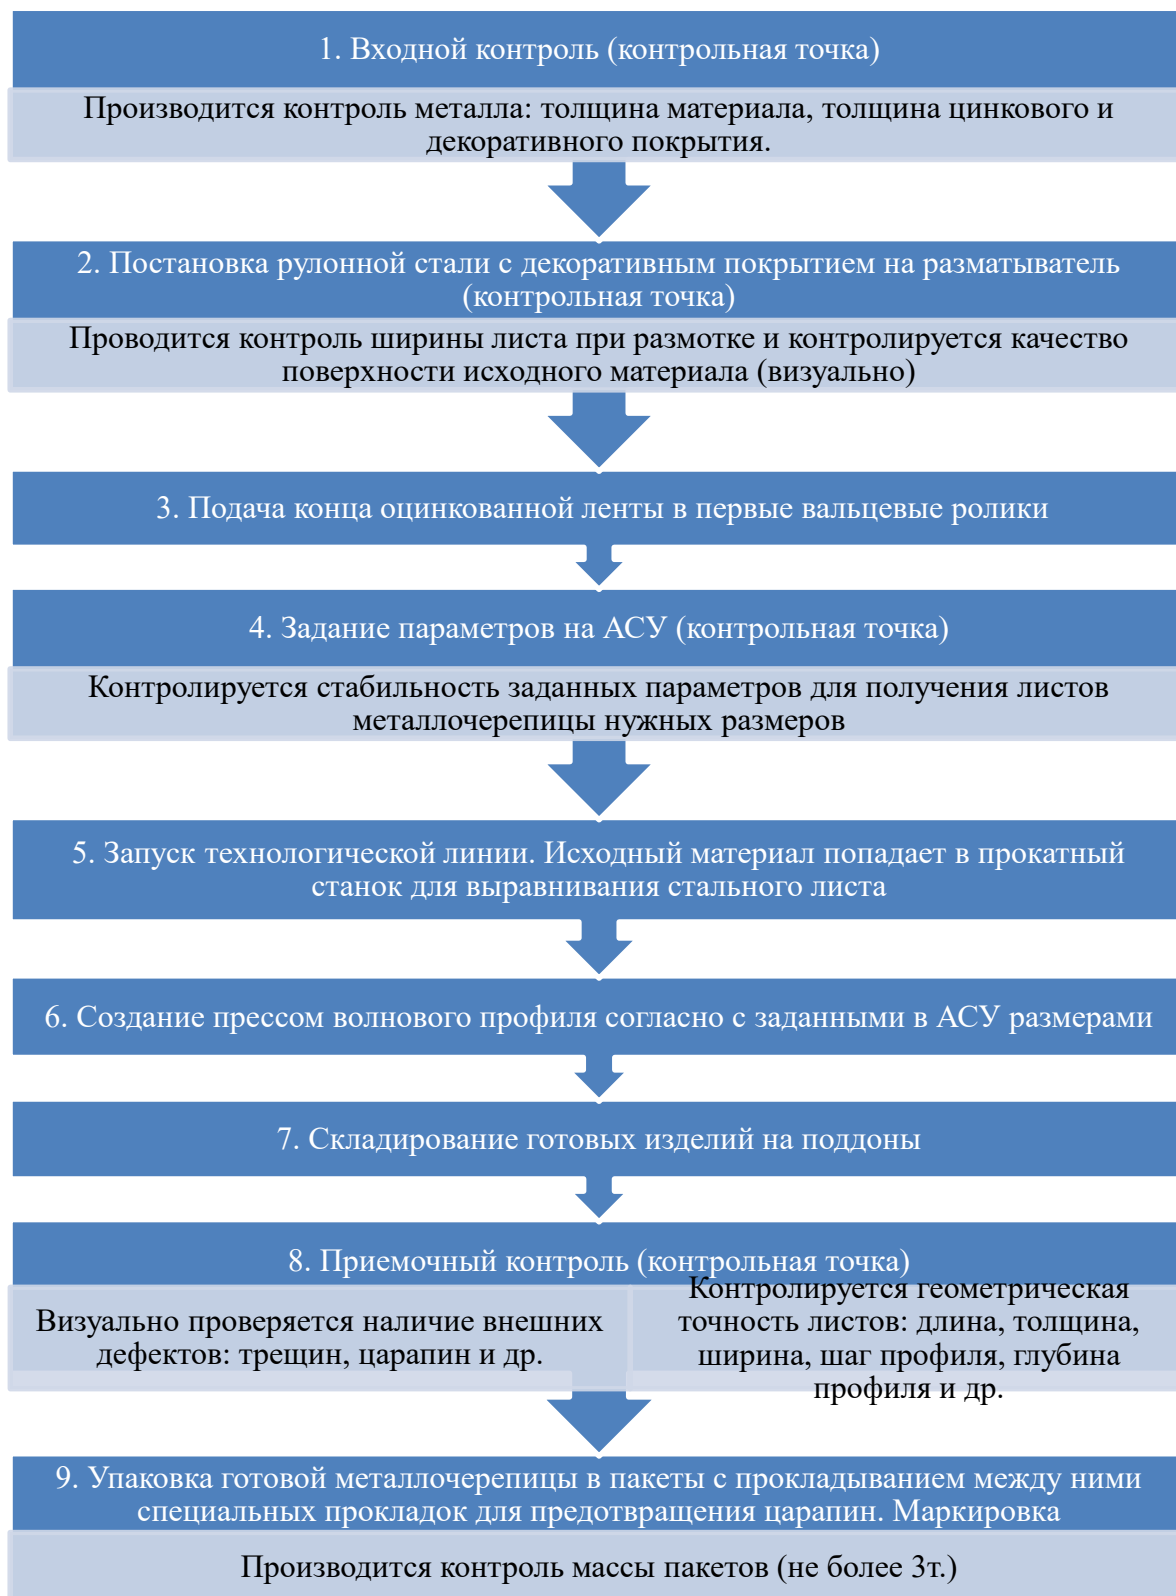 1. Входной контроль (контрольная точка)
Производится контроль металла: толщина материала, толщина цинкового и
декоративного покрытия.
2. Постановка рулонной стали с декоративным покрытием на разматыватель
(контрольная точка)
Проводится контроль ширины листа при размотке и контролируется качество
поверхности исходного материала (визуально)
3. Подача конца оцинкованной ленты в первые вальцевые ролики
4. Задание параметров на АСУ (контрольная точка)
Контролируется стабильность заданных параметров для получения листов
металлочерепицы нужных размеров
5. Запуск технологической линии. Исходный материал попадает в прокатный
станок для выравнивания стального листа
6. Создание прессом волнового профиля согласно с заданными в АСУ размерами
7. Складирование готовых изделий на поддоны
8. Приемочный контроль (контрольная точка)
Визуально проверяется наличие внешних
дефектов: трещин, царапин и др.
Контролируется геометрическая
точность листов: длина, толщина,
ширина, шаг профиля, глубина
профиля и др.
9. Упаковка готовой металлочерепицы в пакеты с прокладыванием между ними
специальных прокладок для предотвращения царапин. Маркировка
Производится контроль массы пакетов (не более 3т.)